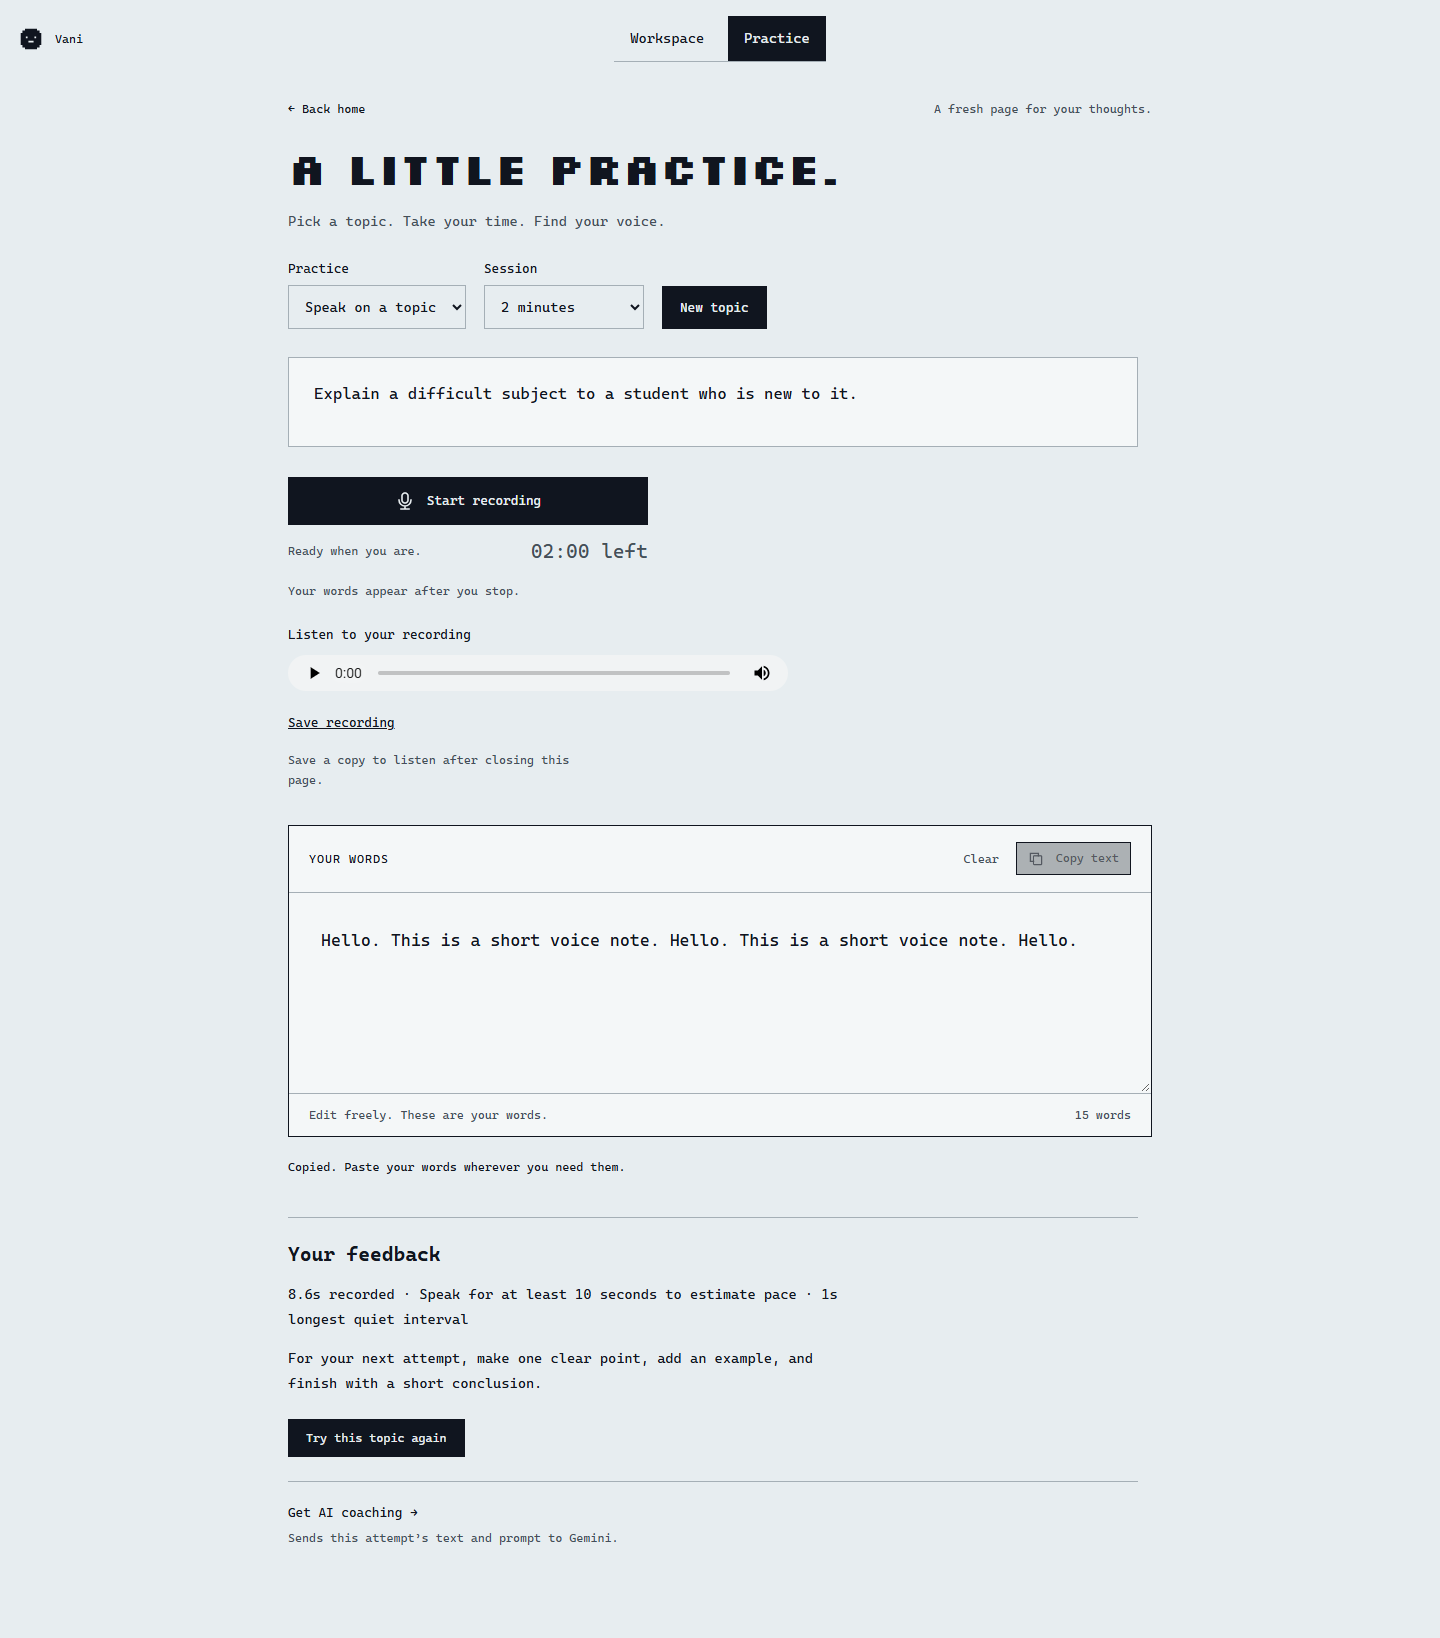 Vani
Workspace
Practice
← Back home
A fresh page for your thoughts.
A LITTLE PRACTICE.
Pick a topic. Take your time. Find your voice.
Practice
Session
Speak on a topic
2 minutes
New topic
Explain a difficult subject to a student who is new to it.
Start recording
Ready when you are.
02:00 left
Your words appear after you stop.
Listen to your recording
0:00
Save recording
Save a copy to listen after closing this
page.
YOUR WORDS
Clear
Copy text
Hello. This is a short voice note. Hello. This is a short voice note. Hello.
Edit freely. These are your words.
15 words
Copied. Paste your words wherever you need them.
Your feedback
8.6s recorded · Speak for at least 10 seconds to estimate pace · 1s
longest quiet interval
For your next attempt, make one clear point, add an example, and
finish with a short conclusion.
Try this topic again
Get AI coaching →
Sends this attempt’s text and prompt to Gemini.